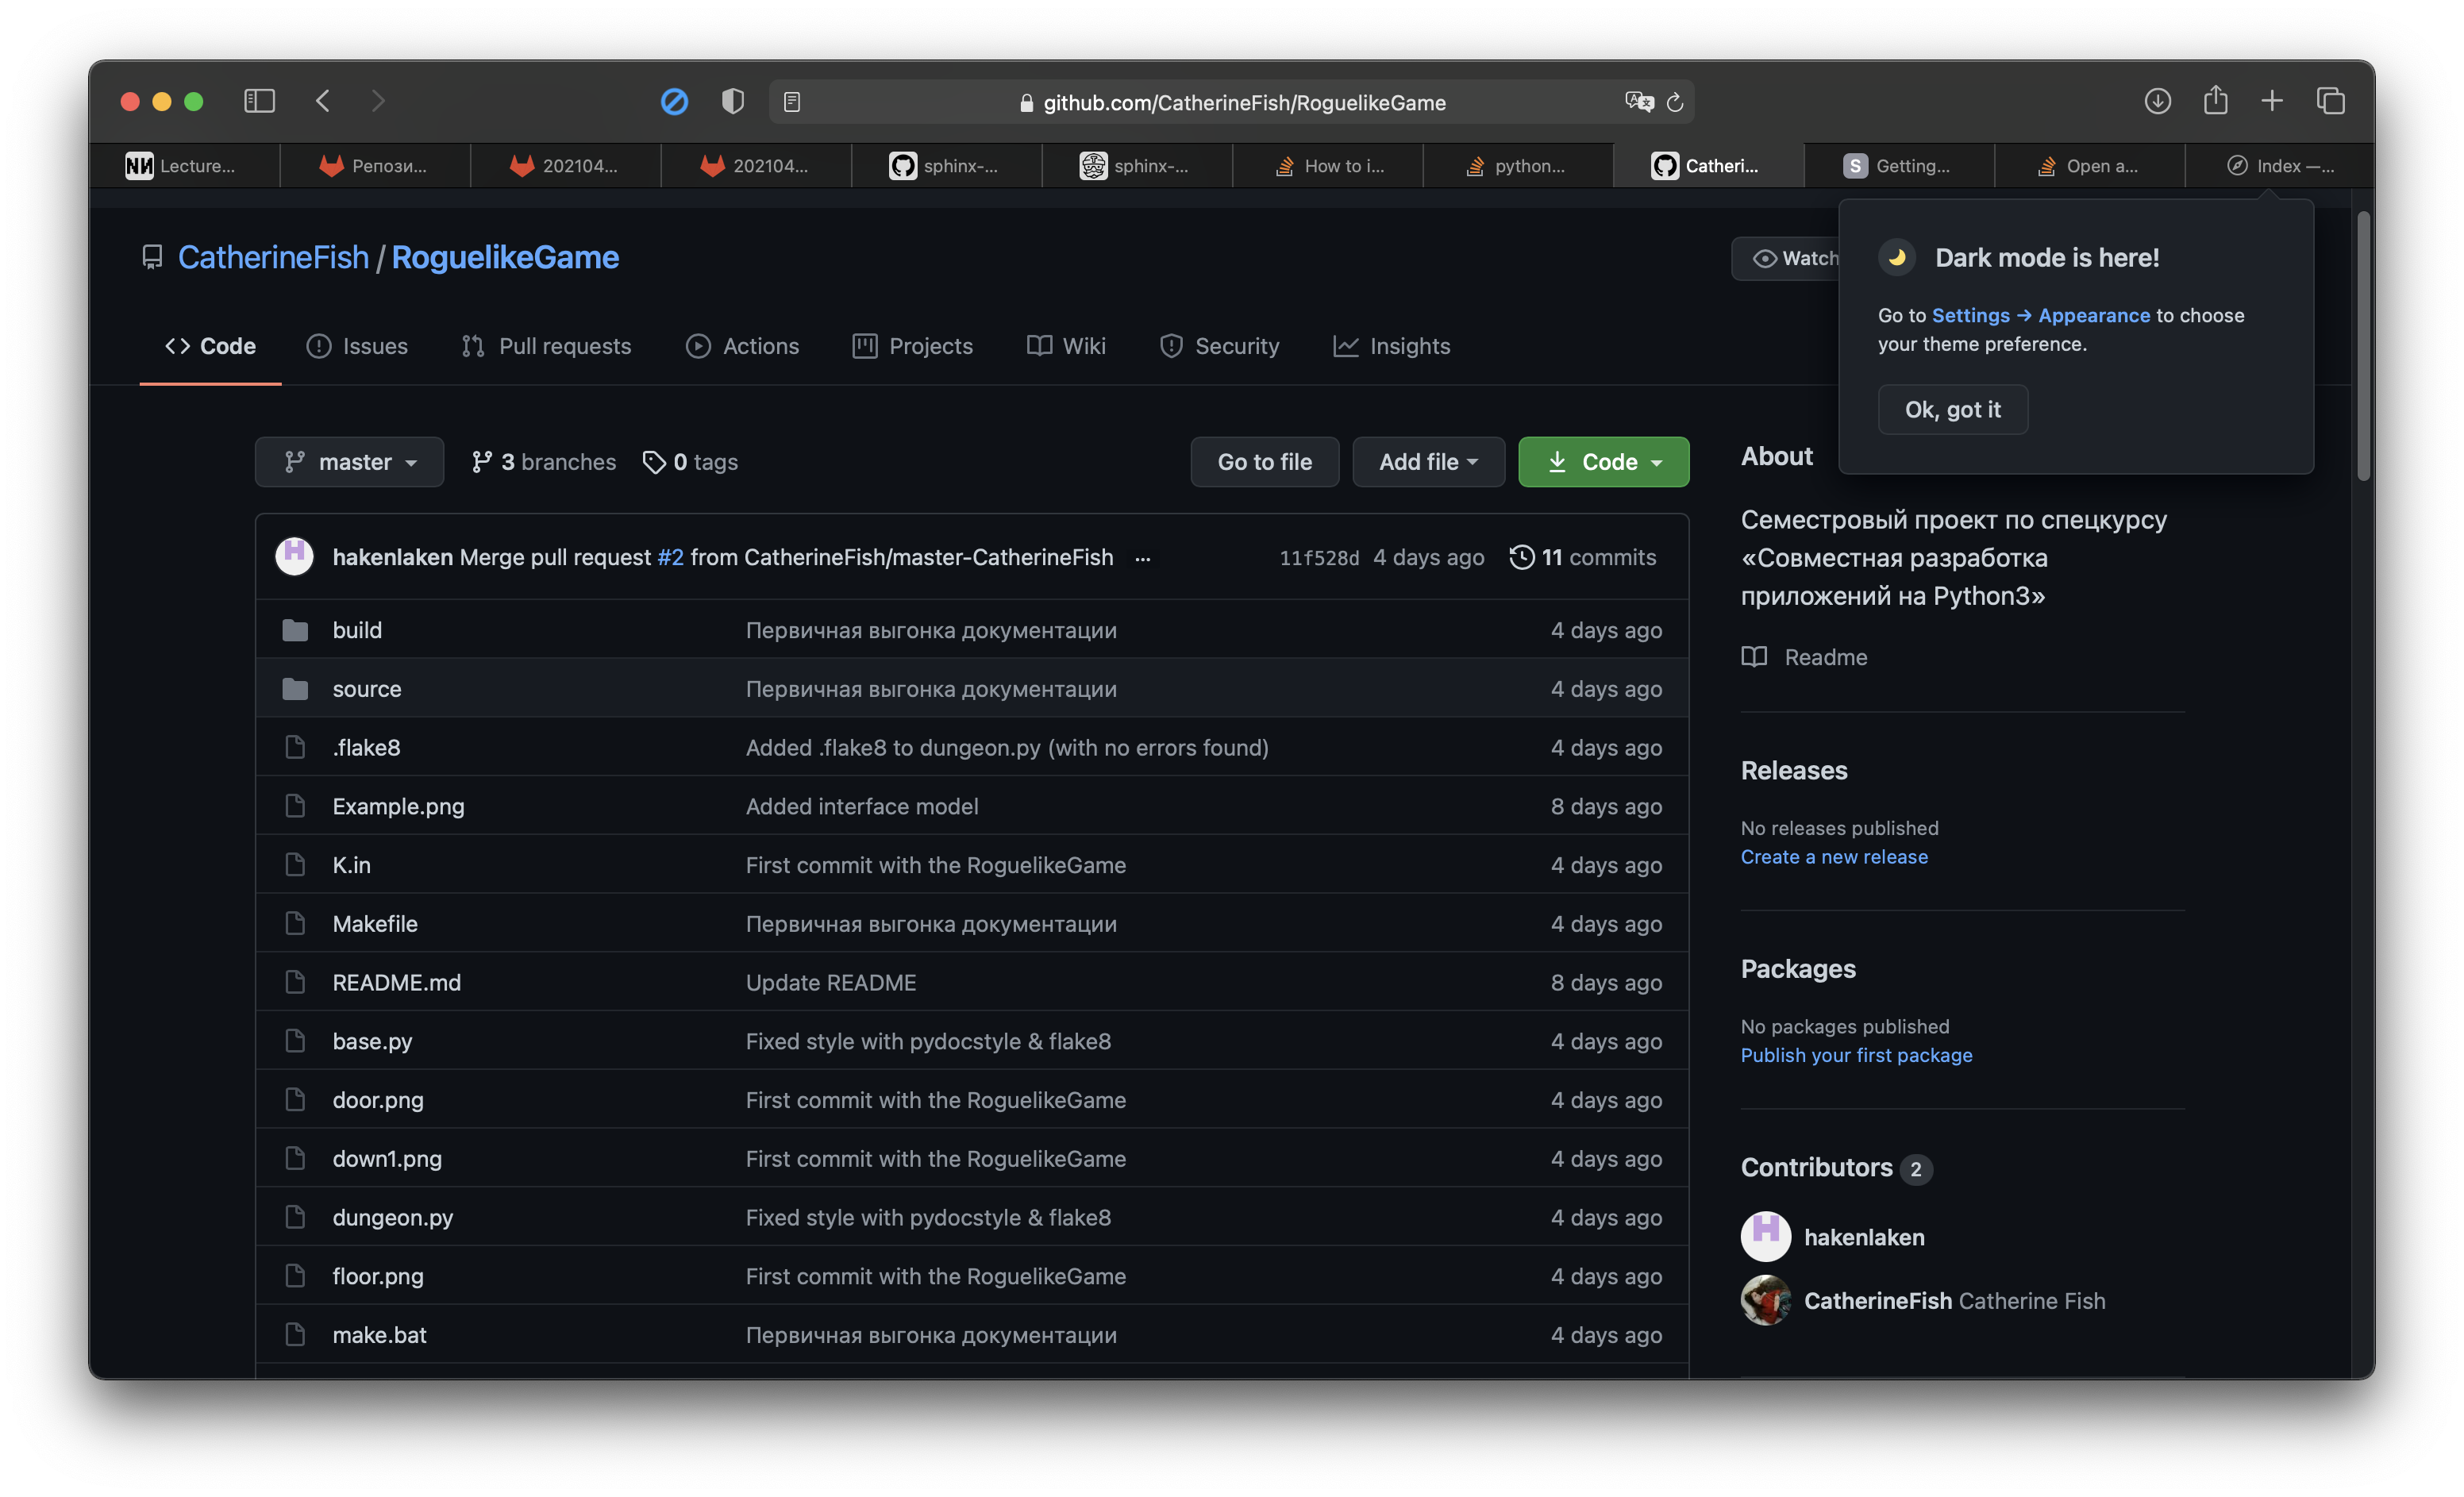 github.com/CatherineFish/RoguelikeGame
Lecture...
Репози...
202104...
202104...
sphinx-...
sphinx-...
How to i...
python...
Catheri...
S Getting...
Open a...
Index —...
CatherineFish / RoguelikeGame
Watch
Dark mode is here!
Go to Settings → Appearance to choose
your theme preference.
Ok, got it
Code
Issues
Pull requests
Actions
Projects
Wiki
Security
Insights
master
3 branches
0 tags
Go to file
Add file
Code
hakenlaken Merge pull request #2 from CatherineFish/master-CatherineFish ... 11f528d 4 days ago 11 commits
build Первичная выгонка документации 4 days ago
source Первичная выгонка документации 4 days ago
.flake8 Added .flake8 to dungeon.py (with no errors found) 4 days ago
Example.png Added interface model 8 days ago
K.in First commit with the RoguelikeGame 4 days ago
Makefile Первичная выгонка документации 4 days ago
README.md Update README 8 days ago
base.py Fixed style with pydocstyle & flake8 4 days ago
door.png First commit with the RoguelikeGame 4 days ago
down1.png First commit with the RoguelikeGame 4 days ago
dungeon.py Fixed style with pydocstyle & flake8 4 days ago
floor.png First commit with the RoguelikeGame 4 days ago
make.bat Первичная выгонка документации 4 days ago
About
Семестровый проект по спецкурсу
«Совместная разработка
приложений на Python3»
Readme
Releases
No releases published
Create a new release
Packages
No packages published
Publish your first package
Contributors 2
hakenlaken
CatherineFish Catherine Fish